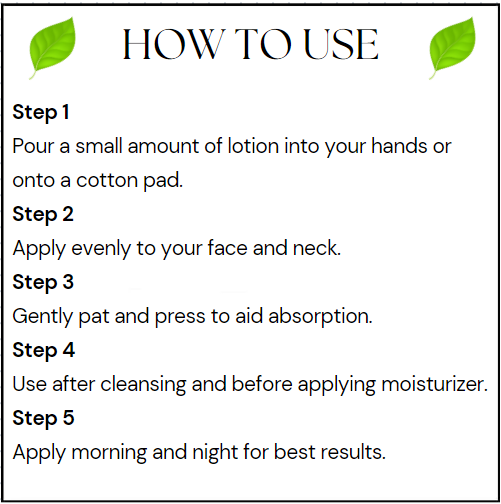 HOW TO USE
Step 1
Pour a small amount of lotion into your hands or
onto a cotton pad.
Step 2
Apply evenly to your face and neck.
Step 3
Gently pat and press to aid absorption.
Step 4
Use after cleansing and before applying moisturizer.
Step 5
Apply morning and night for best results.